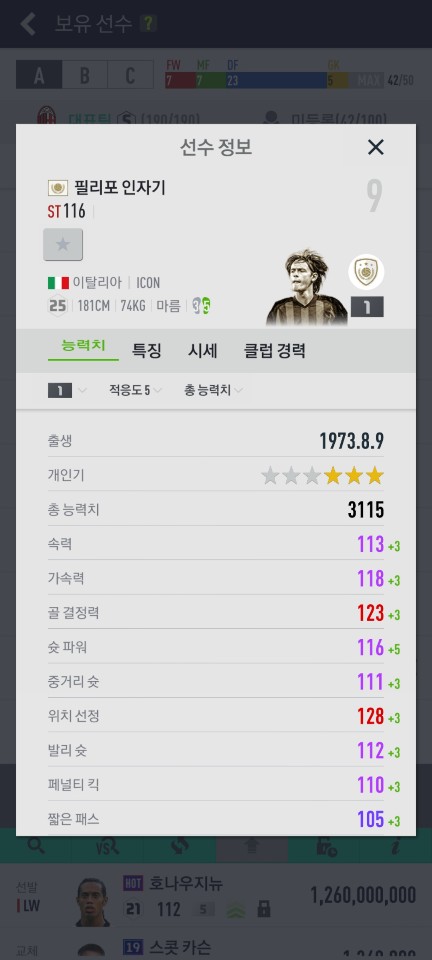 보유 선수 ?
A B C FW MF DF GK
7 7 23 5 MAX 42/50
대표팀 S (190/190) 미등록(42/100)
선수 정보 X
필리포 인자기 9
ST 116
이탈리아 | ICON
25 | 181CM | 74KG | 마름 | 3 5 1
능력치 특징 시세 클럽 경력
1 적응도 5 총 능력치
출생 1973.8.9
개인기
총 능력치 3115
속력 113 +3
가속력 118 +3
골 결정력 123 +3
슛 파워 116 +5
중거리 슛 111 +3
위치 선정 128 +3
발리 슛 112 +3
페널티 킥 110 +3
짧은 패스 105 +3
VS
선발 HOT 호나우지뉴 1,260,000,000
LW 21 112 5
교체 19 스콧 카슨